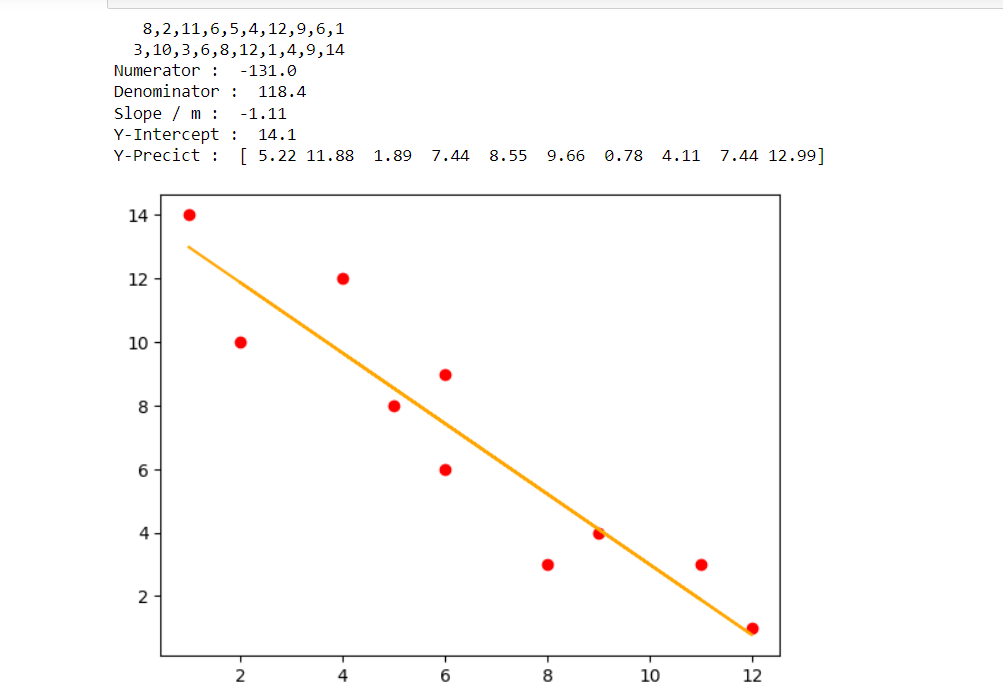 8,2,11,6,5,4,12,9,6,1
3,10,3,6,8,12,1,4,9,14
Numerator :  -131.0
Denominator :  118.4
Slope / m :  -1.11
Y-Intercept :  14.1
Y-Precict :  [ 5.22 11.88  1.89  7.44  8.55  9.66  0.78  4.11  7.44 12.99]
14
12
10
8
6
4
2
2 4 6 8 10 12